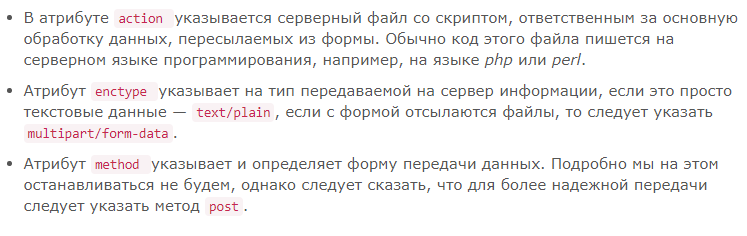 • В атрибуте action указывается серверный файл со скриптом, ответственным за основную
обработку данных, пересылаемых из формы. Обычно код этого файла пишется на
серверном языке программирования, например, на языке php или perl.
• Атрибут enctype указывает на тип передаваемой на сервер информации, если это просто
текстовые данные — text/plain, если с формой отсылаются файлы, то следует указать
multipart/form-data.
• Атрибут method указывает и определяет форму передачи данных. Подробно мы на этом
останавливаться не будем, однако следует сказать, что для более надежной передачи
следует указать метод post.